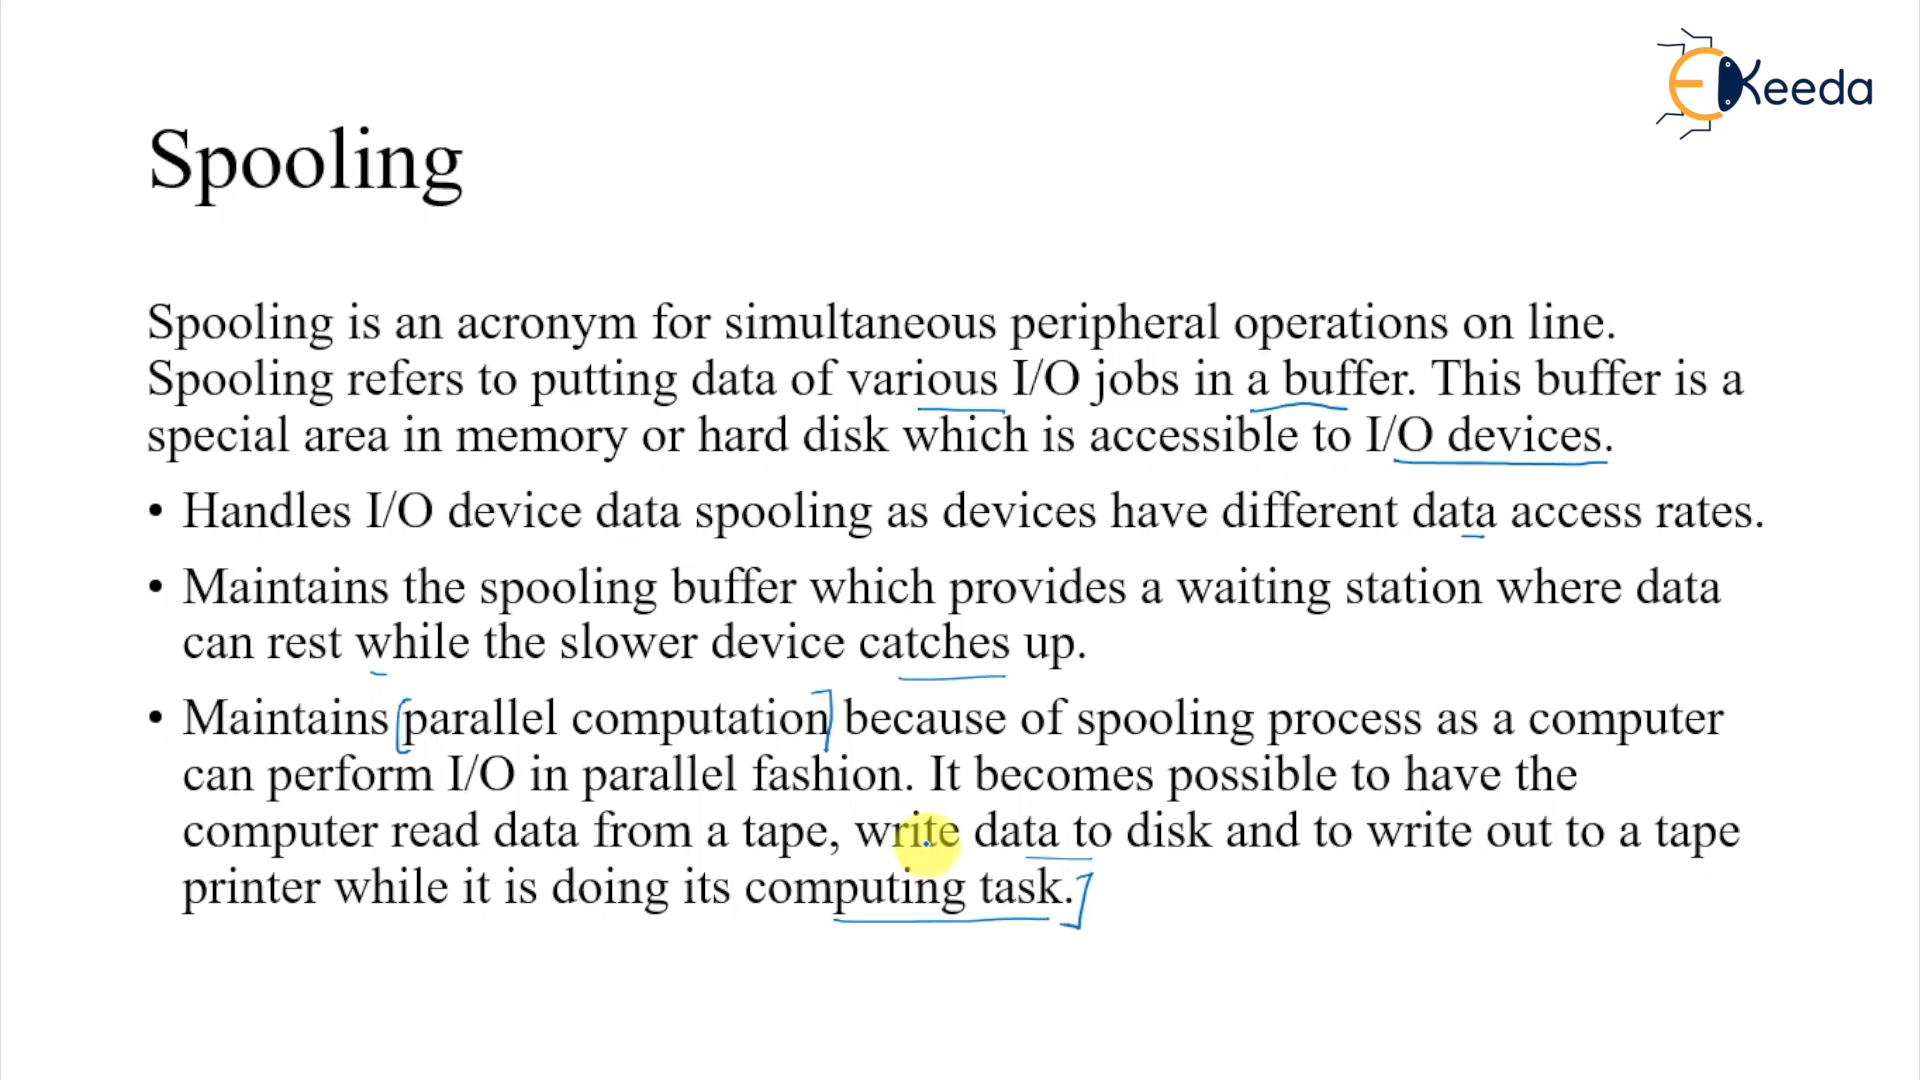 EKeeda
Spooling
Spooling is an acronym for simultaneous peripheral operations on line.
Spooling refers to putting data of various I/O jobs in a buffer. This buffer is a
special area in memory or hard disk which is accessible to I/O devices.
• Handles I/O device data spooling as devices have different data access rates.
• Maintains the spooling buffer which provides a waiting station where data
can rest while the slower device catches up.
• Maintains parallel computation because of spooling process as a computer
can perform I/O in parallel fashion. It becomes possible to have the
computer read data from a tape, write data to disk and to write out to a tape
printer while it is doing its computing task.